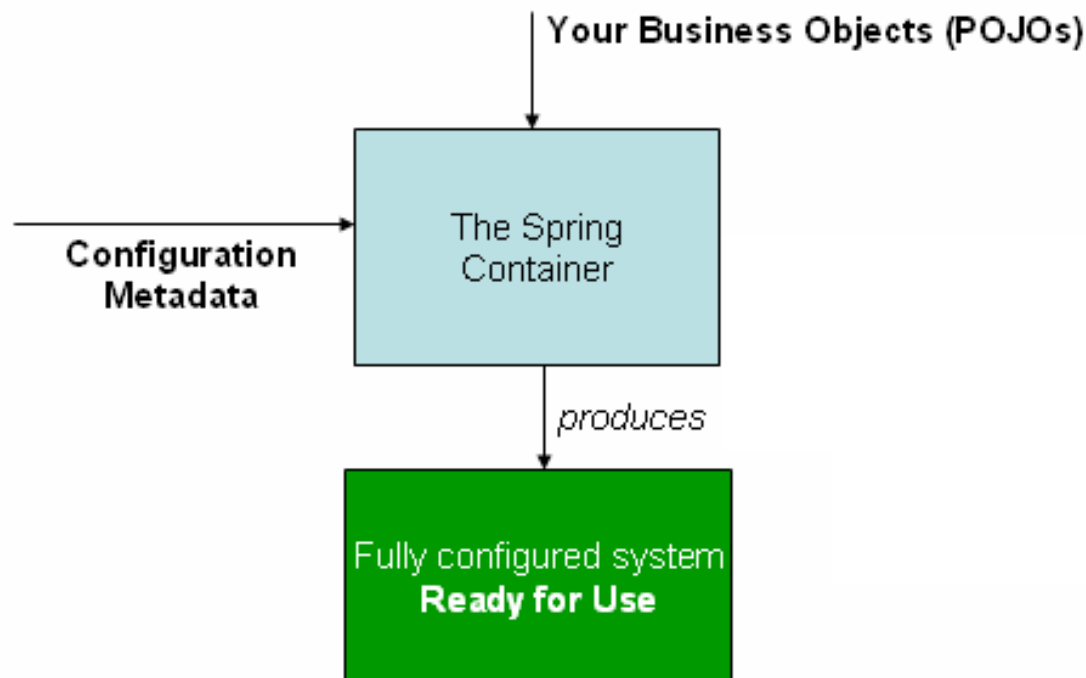 Your Business Objects (POJOs)
The Spring
Container
Configuration
Metadata
produces
Fully configured system
Ready for Use